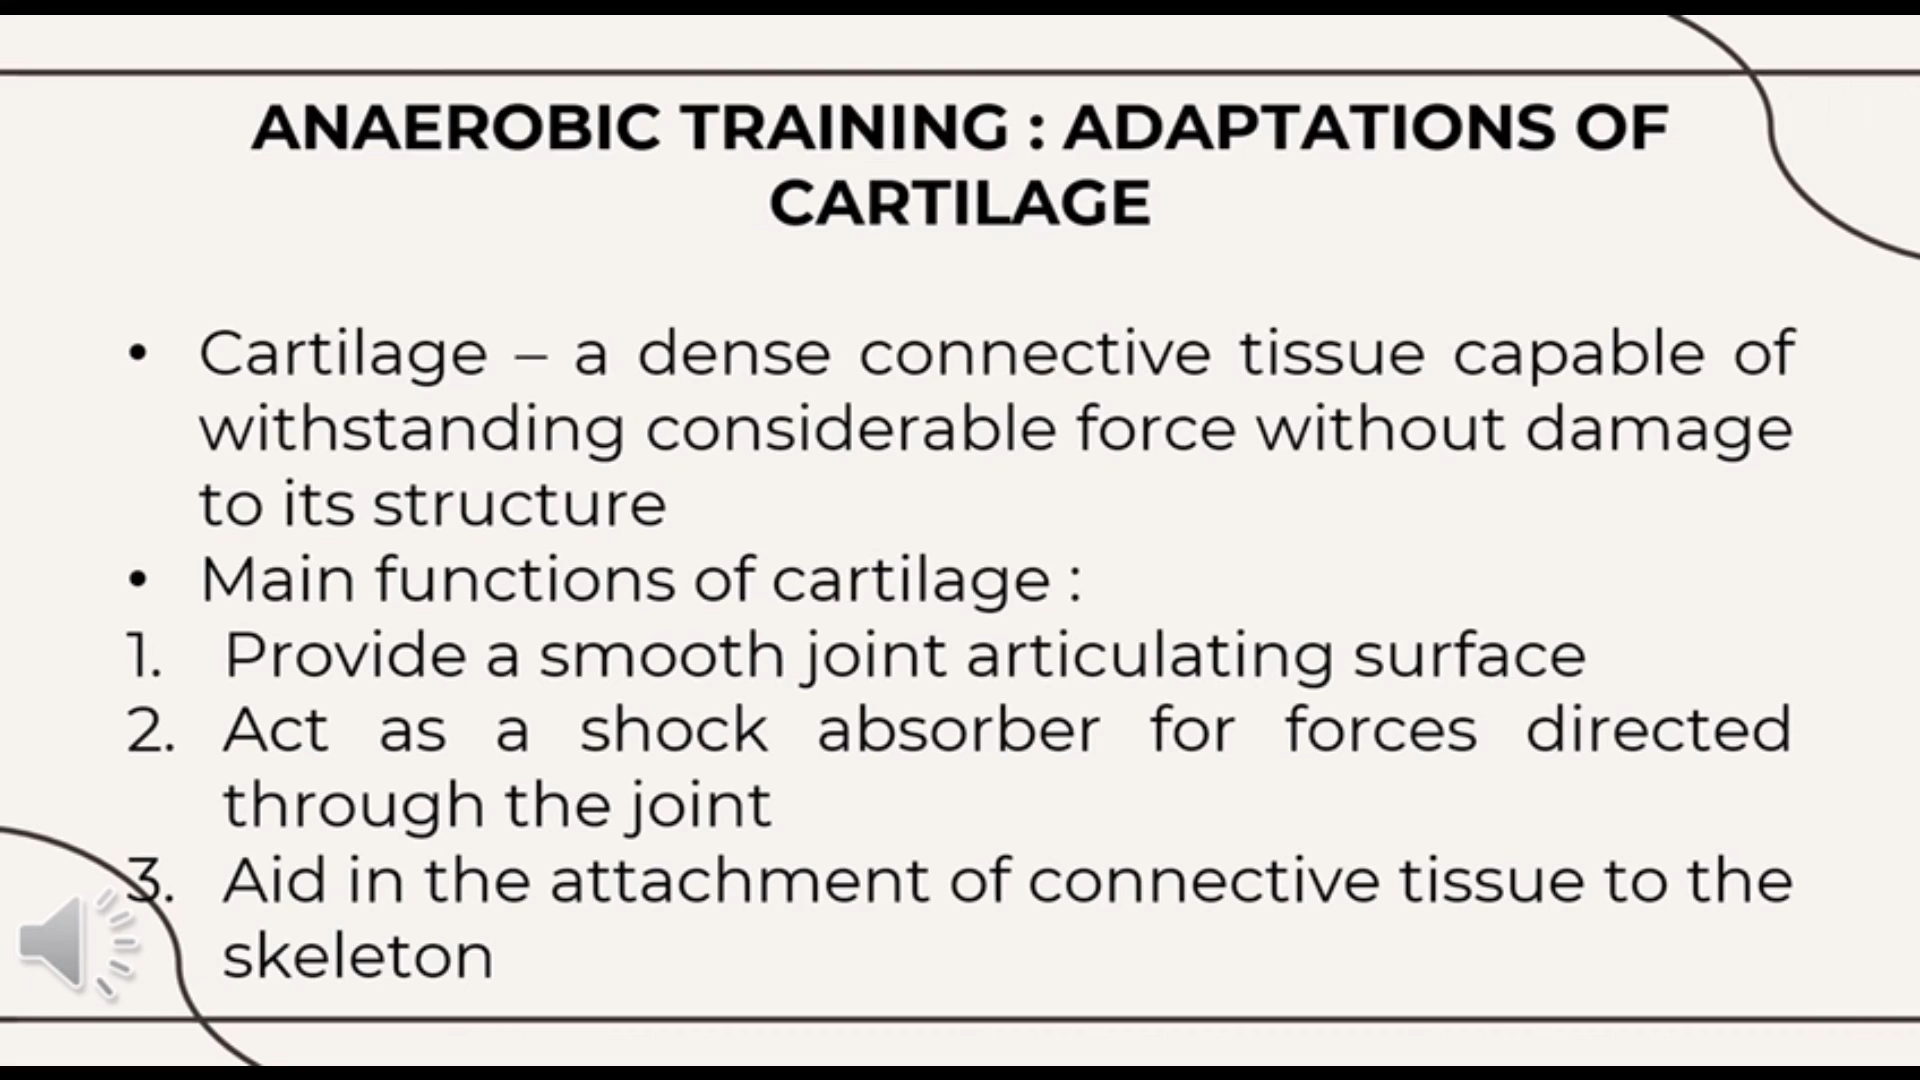 ANAEROBIC TRAINING : ADAPTATIONS OF
CARTILAGE
• Cartilage – a dense connective tissue capable of
withstanding considerable force without damage
to its structure
• Main functions of cartilage :
1. Provide a smooth joint articulating surface
2. Act as a shock absorber for forces directed
through the joint
3. Aid in the attachment of connective tissue to the
skeleton